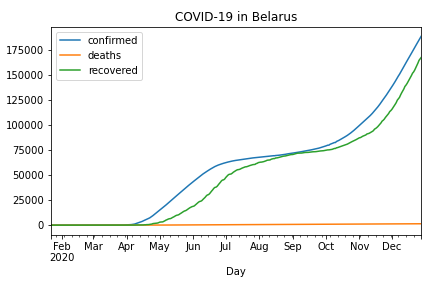 COVID-19 in Belarus
confirmed
deaths
recovered
175000
150000
125000
100000
75000
50000
25000
0
Feb Mar Apr May Jun Jul Aug Sep Oct Nov Dec
2020
Day